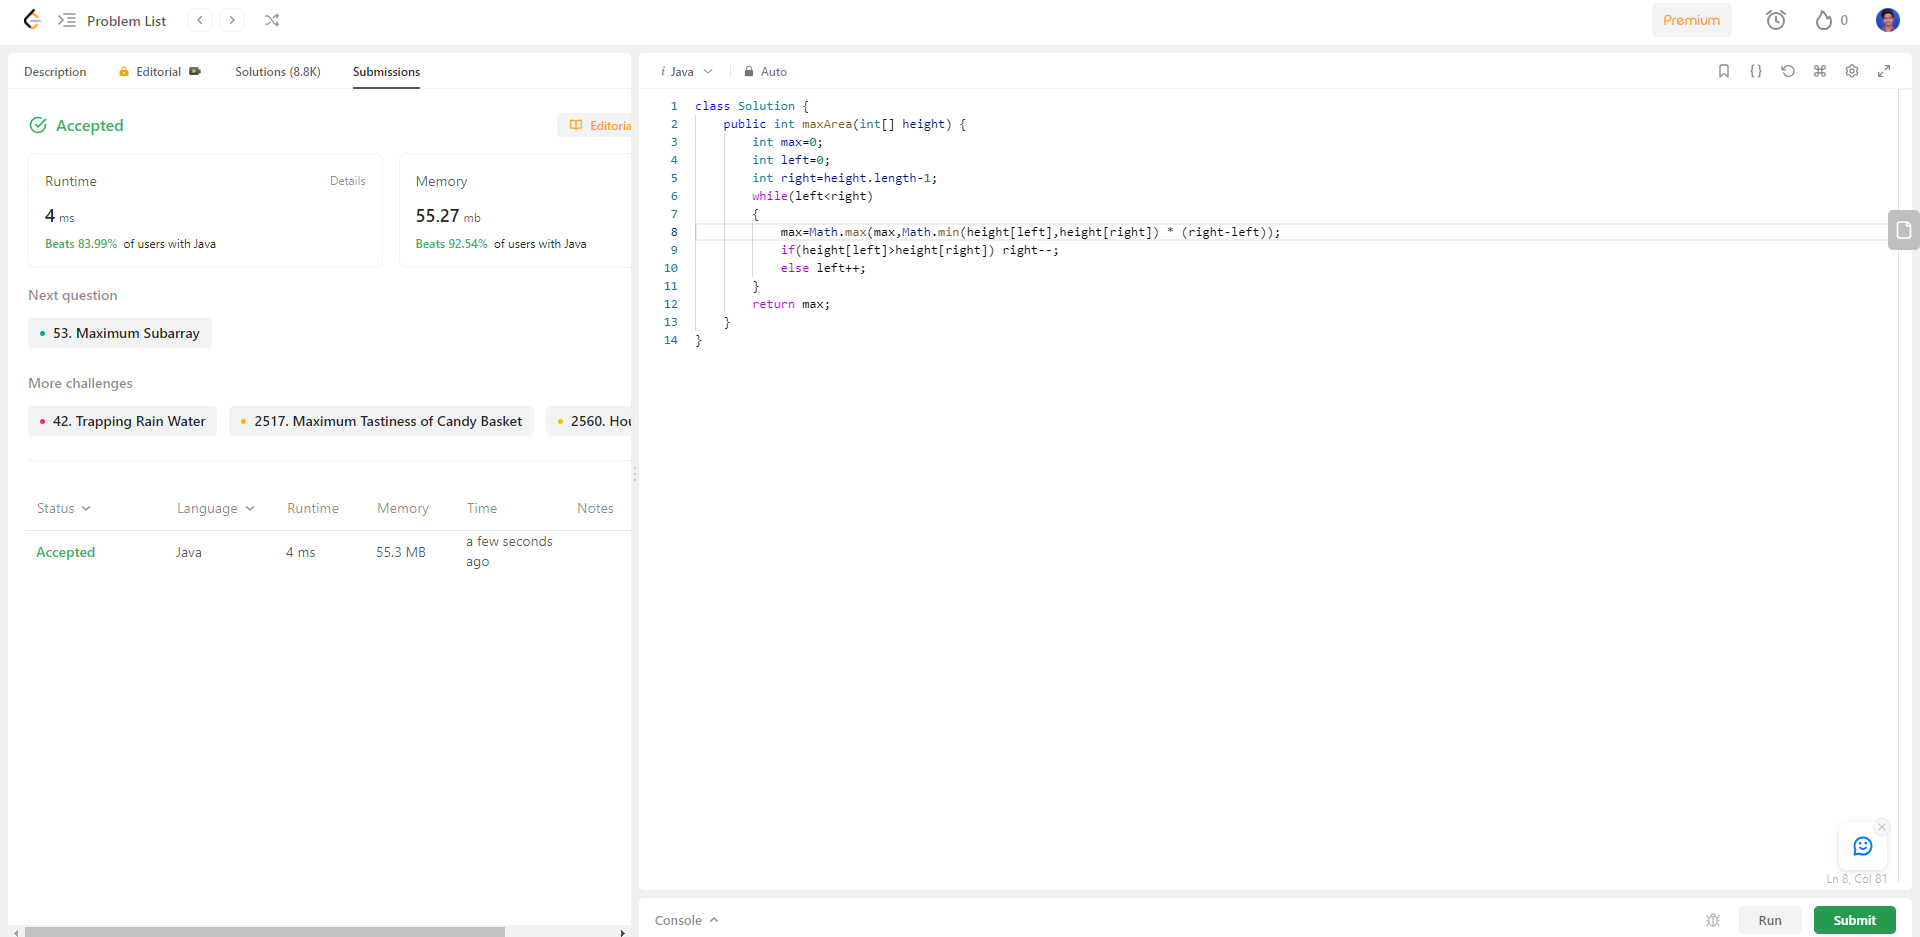 Problem List
Premium
0
Description
Editorial
Solutions (8.8K)
Submissions
Accepted
Editoria
Runtime
Details
4 ms
Beats 83.99% of users with Java
Memory
55.27 mb
Beats 92.54% of users with Java
Next question
53. Maximum Subarray
More challenges
42. Trapping Rain Water
2517. Maximum Tastiness of Candy Basket
2560. Hou
Status Language Runtime Memory Time Notes
Accepted Java 4 ms 55.3 MB a few seconds
ago
i Java Auto
1 class Solution {
2 public int maxArea(int[] height) {
3 int max=0;
4 int left=0;
5 int right=height.length-1;
6 while(left<right)
7 {
8 max=Math.max(max,Math.min(height[left],height[right]) * (right-left));
9 if(height[left]>height[right]) right--;
10 else left++;
11 }
12 return max;
13 }
14 }
Ln 8, Col 81
Console
Run
Submit